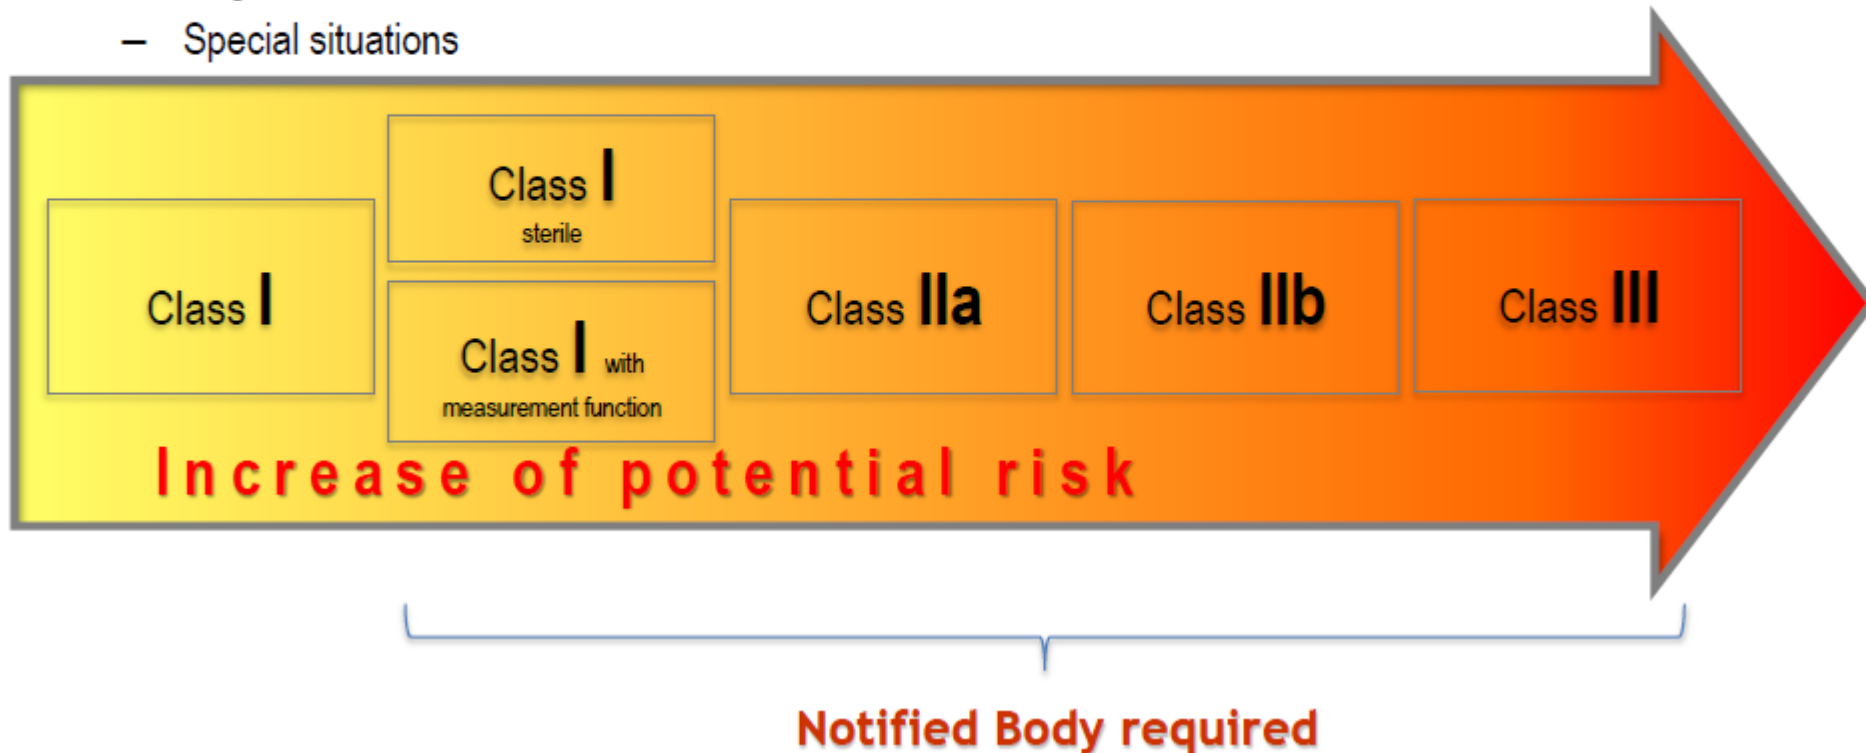 – Special situations
Class I
Class I
sterile
Class I with
measurement function
Class IIa
Class IIb
Class III
Increase of potential risk
Notified Body required